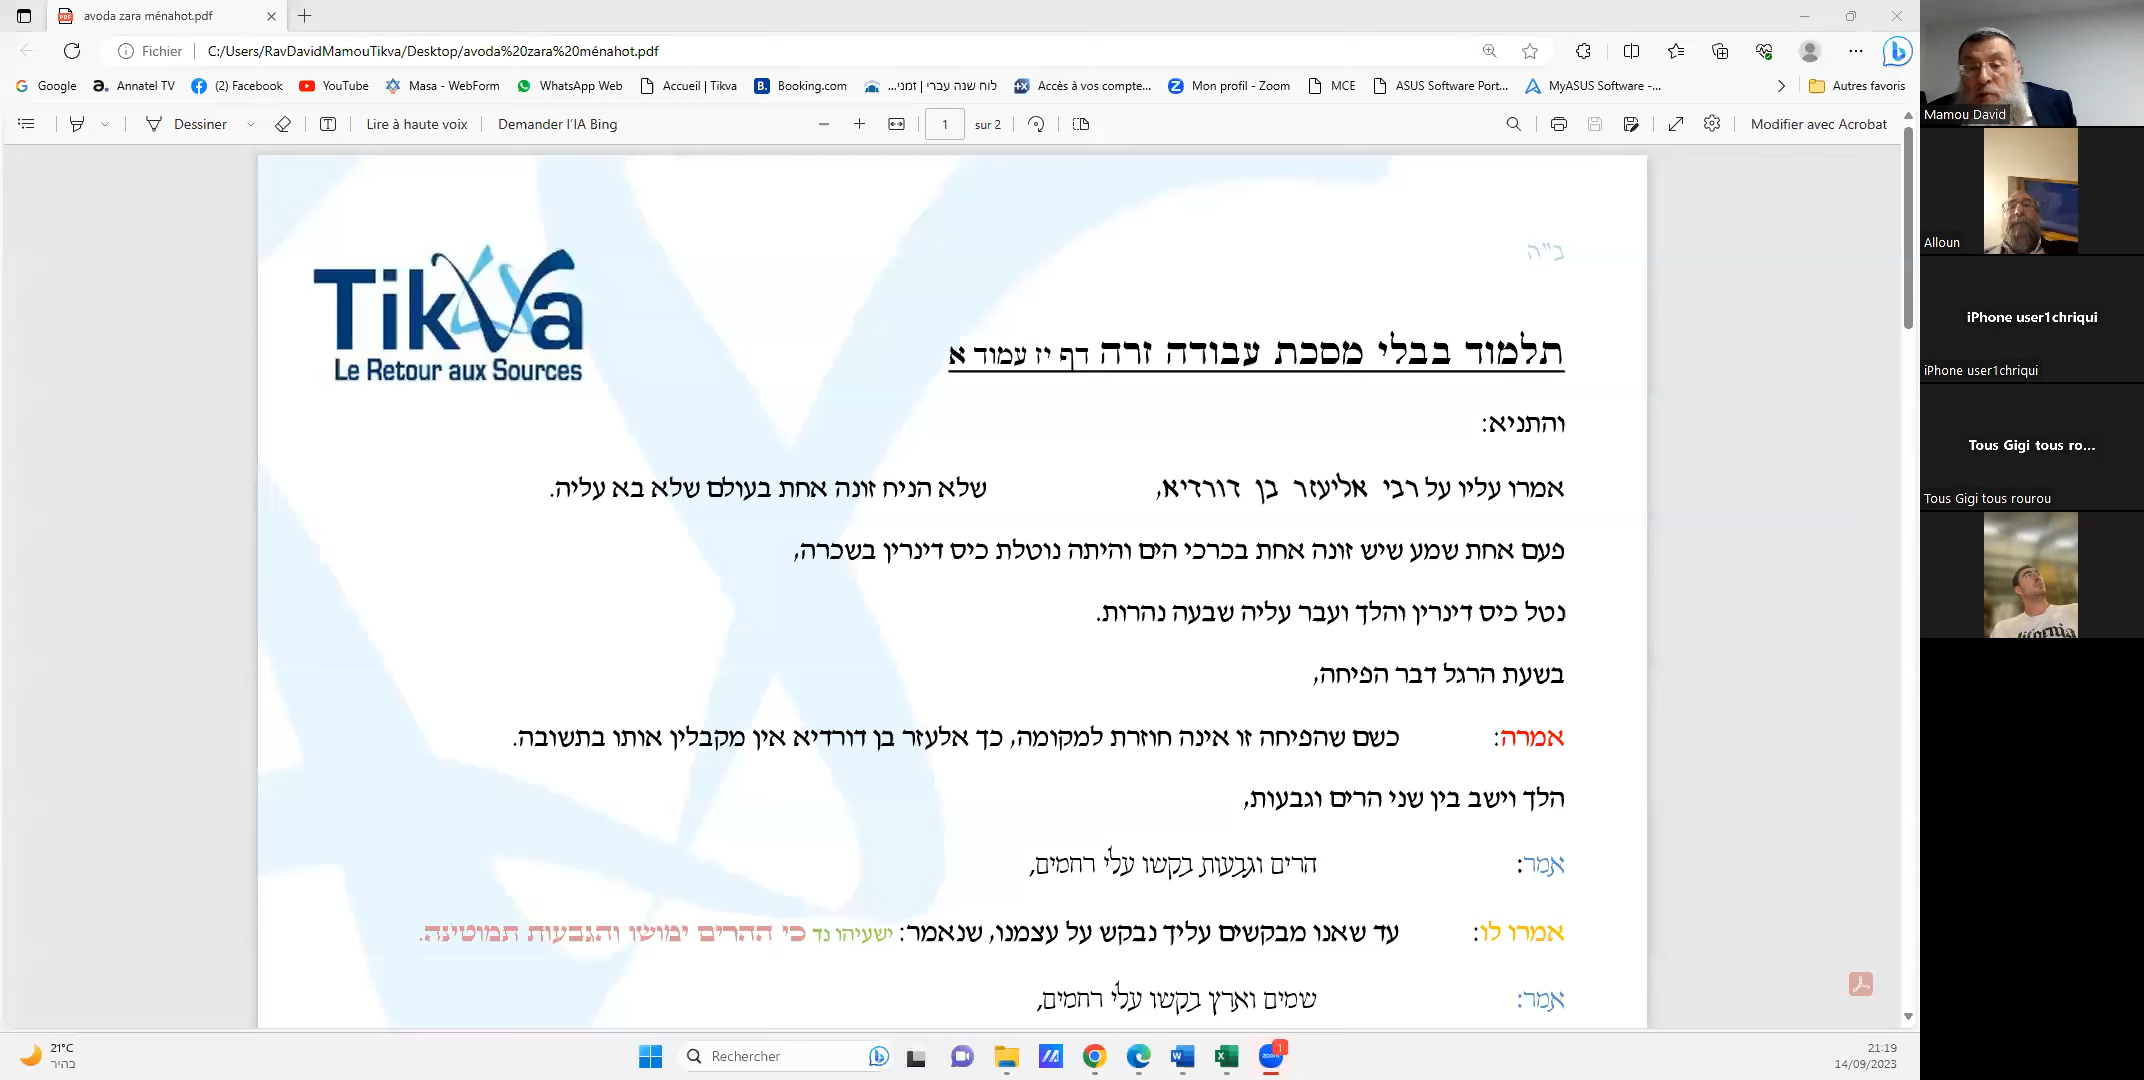 avoda zara ménahot.pdf
Fichier
C:/Users/RavDavidMamouTikva/Desktop/avoda%20zara%20ménahot.pdf
Google
Annatel TV
(2) Facebook
YouTube
Masa - WebForm
WhatsApp Web
Accueil | Tikva
Booking.com
לוח שנה עברי | זמני...
Accès à vos compte...
Mon profil - Zoom
MCE
ASUS Software Port...
MyASUS Software -...
Autres favoris
Dessiner
Lire à haute voix
Demander l'IA Bing
1 sur 2
Modifier avec Acrobat
ב"ה
Tikva
Le Retour aux Sources
תלמוד בבלי מסכת עבודה זרה דף יז עמוד א
והתניא:
אמרו עליו על רבי אליעזר בן דורדיא, שלא הניח זונה אחת בעולם שלא בא עליה.
פעם אחת שמע שיש זונה אחת בכרכי הים והיתה נוטלת כיס דינרין בשכרה,
נטל כיס דינרין והלך ועבר עליה שבעה נהרות.
בשעת הרגל דבר הפיחה,
אמרה: כשם שהפיחה זו אינה חוזרת למקומה, כך אלעזר בן דורדיא אין מקבלין אותו בתשובה.
הלך וישב בין שני הרים וגבעות,
אמר: הרים וגבעות בקשו עלי רחמים,
אמרו לו: עד שאנו מבקשים עליך נבקש על עצמנו, שנאמר: ישעיהו נד כי ההרים ימושו והגבעות תמוטינה.
אמר: שמים וארץ בקשו עלי רחמים,
Mamou David
Alloun
iPhone user1chriqui
iPhone user1chriqui
Tous Gigi tous ro...
Tous Gigi tous rourou
21°C
בהיר
Rechercher
zoom
1
21:19
14/09/2023